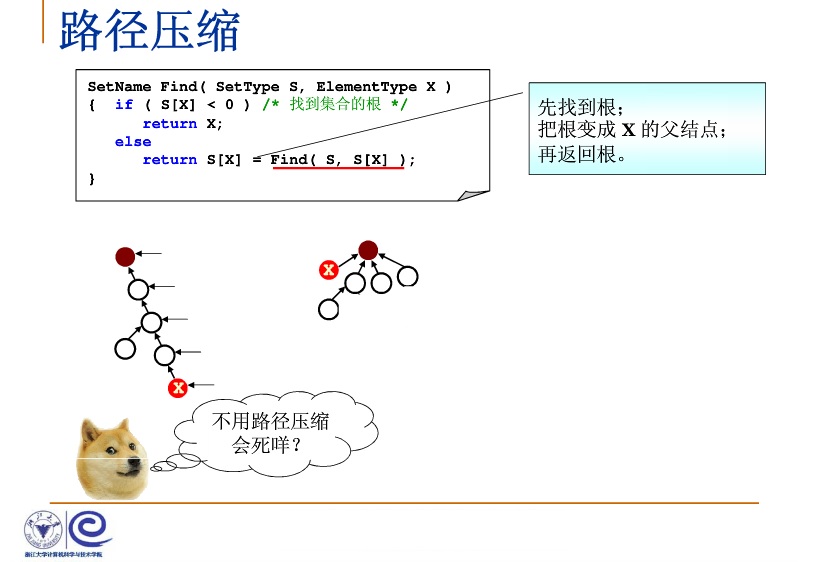 路径压缩
SetName Find( SetType S, ElementType X )
{ if ( S[X] < 0 ) /* 找到集合的根 */
return X;
else
return S[X] = Find( S, S[X] );
}
先找到根；
把根变成 X 的父结点；
再返回根。
X
X
不用路径压缩
会死咩？
浙江大学计算机科学与技术学院